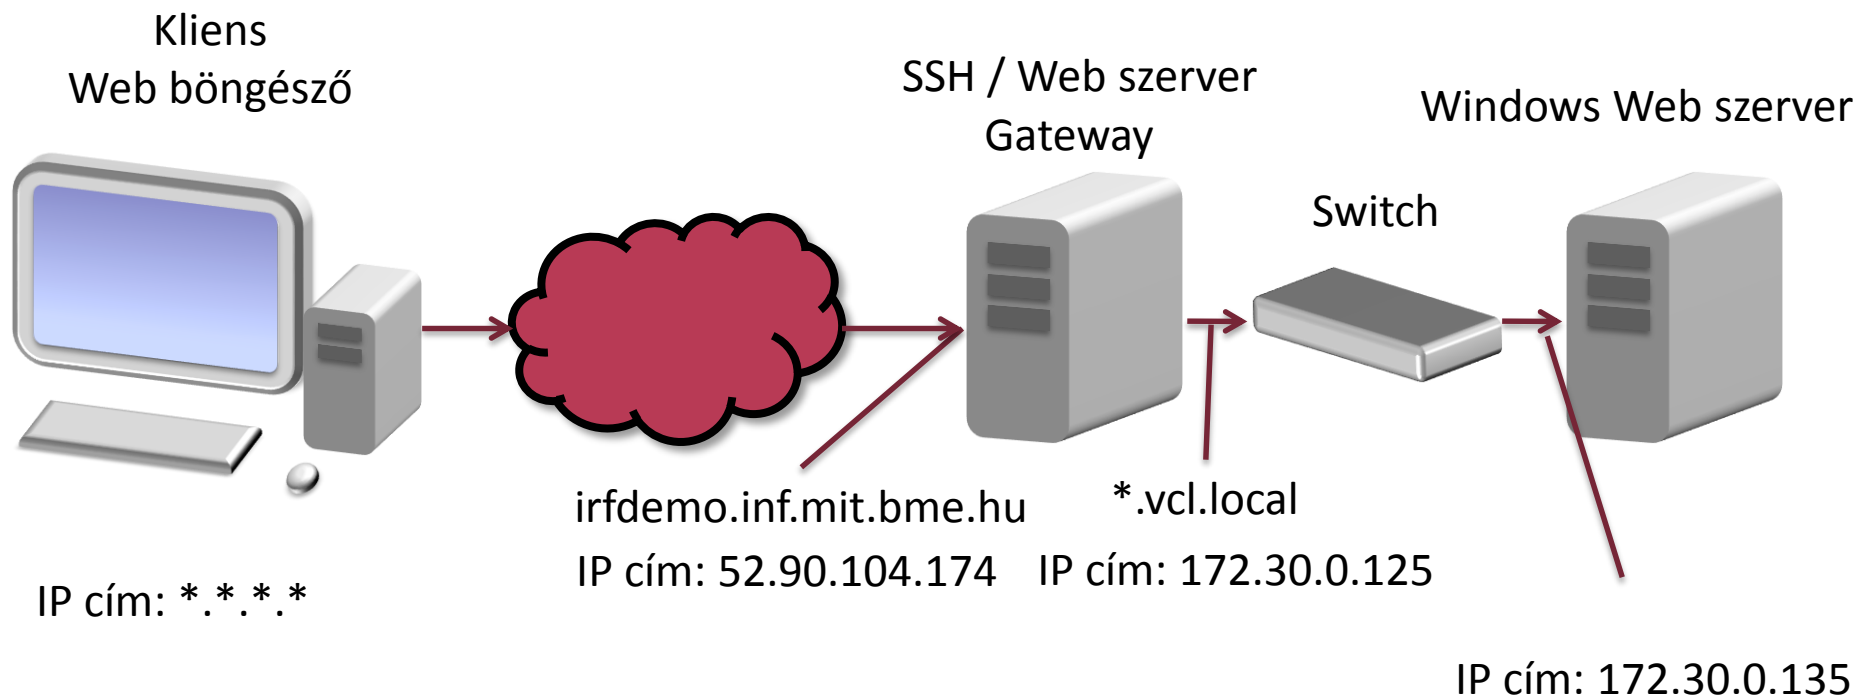 Kliens
Web böngésző
SSH / Web szerver
Gateway
Windows Web szerver
Switch
irfdemo.inf.mit.bme.hu
IP cím: 52.90.104.174
*.vcl.local
IP cím: 172.30.0.125
IP cím: *.*.*.*
IP cím: 172.30.0.135